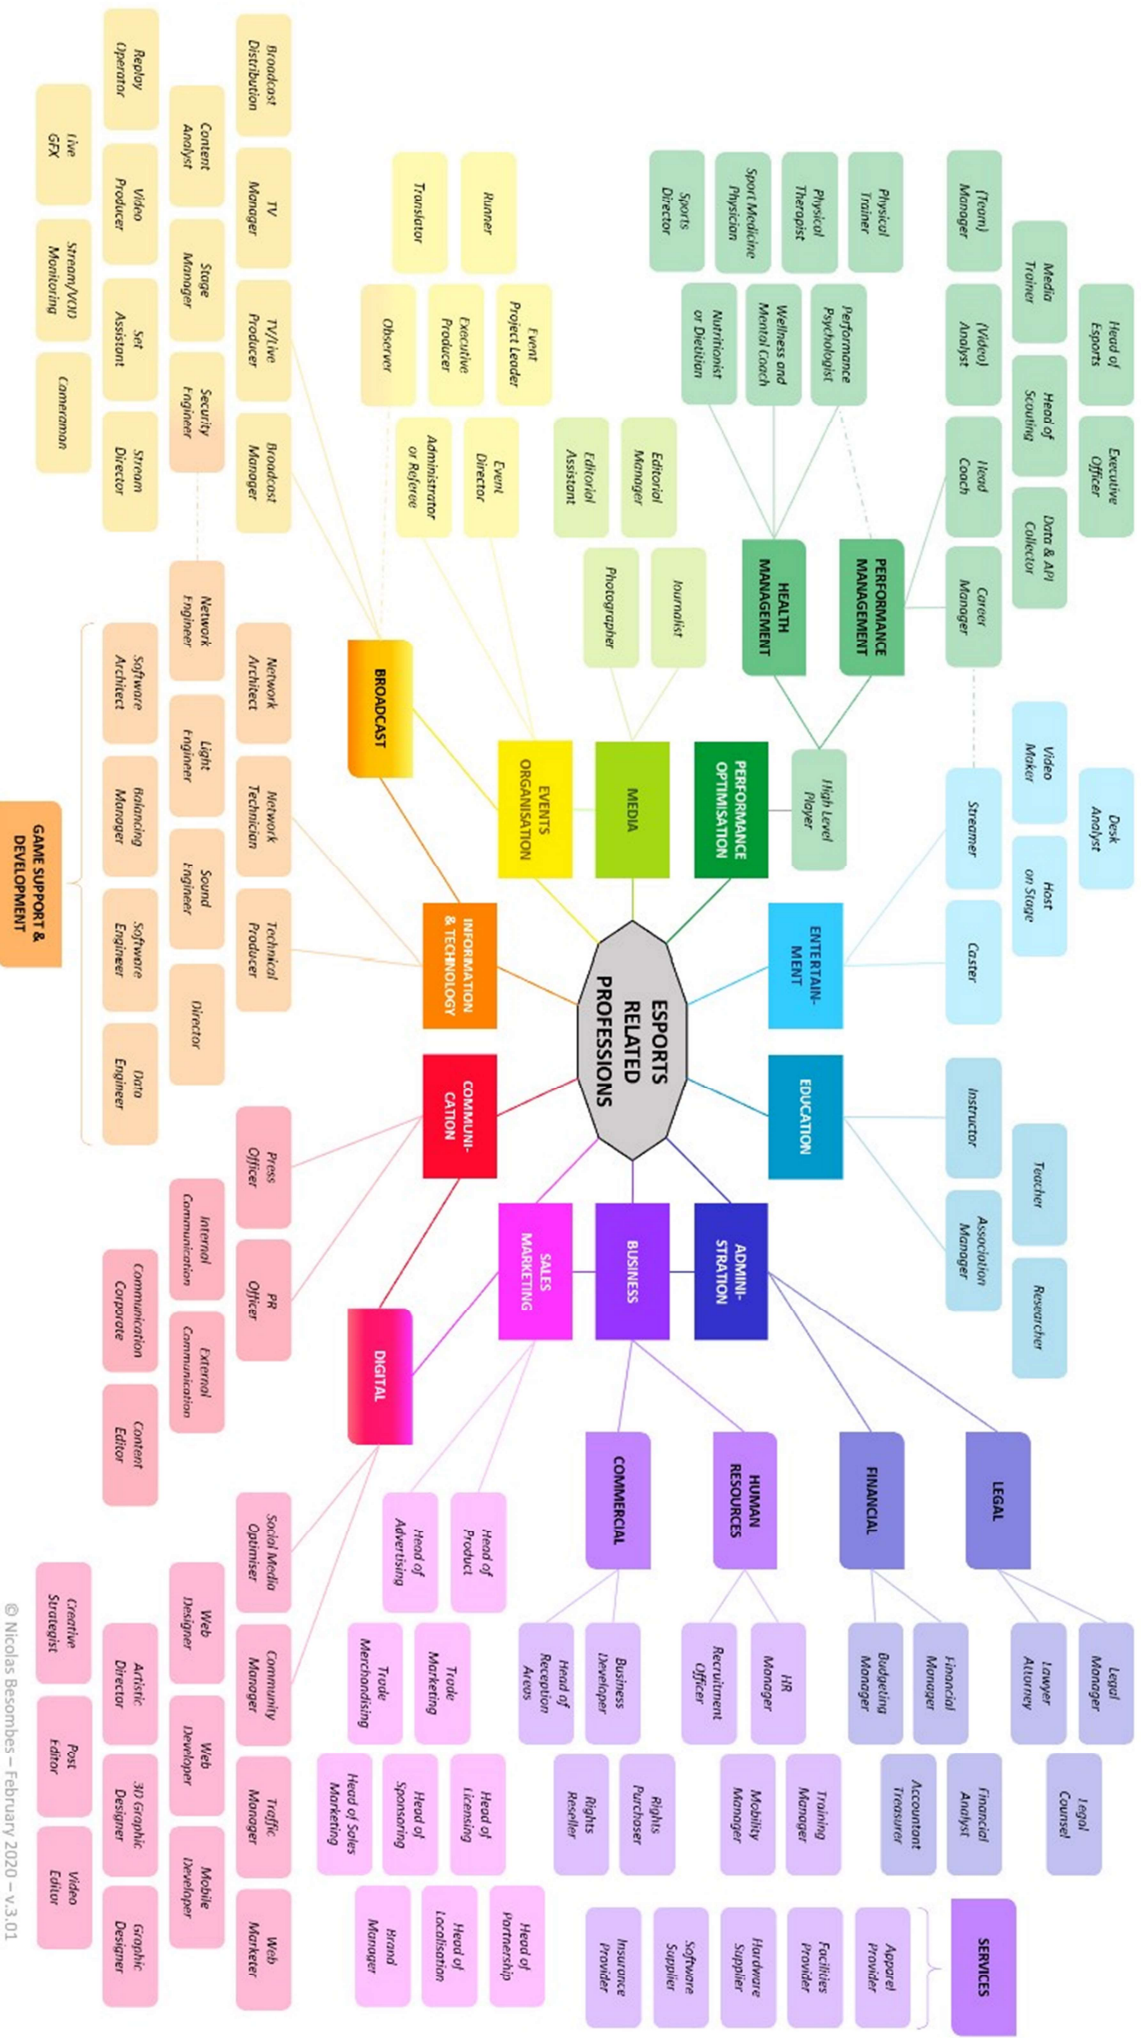 Head of
Esports
Executive
Officer
Media
Trainer
Head of
Scouting
Data & API
Collector
(Team)
Manager
(Video)
Analyst
Head
Coach
Career
Manager
PERFORMANCE
MANAGEMENT
Physical
Trainer
Performance
Psychologist
Physical
Therapist
Wellness and
Mental Coach
Sport Medicine
Physician
Nutritionist
or Dietitian
Sports
Director
HEALTH
MANAGEMENT
High Level
Player
PERFORMANCE
OPTIMISATION
Desk
Analyst
Video
Maker
Host
on Stage
Streamer
Caster
ENTERTAIN-
MENT
Teacher
Researcher
Instructor
Association
Manager
EDUCATION
ESPORTS
RELATED
PROFESSIONS
ADMINI-
STRATION
LEGAL
Legal
Manager
Lawyer
Attorney
Legal
Counsel
FINANCIAL
Financial
Manager
Budgeting
Manager
Financial
Analyst
Accountant
Treasurer
SERVICES
Apparel
Provider
Facilities
Provider
Hardware
Supplier
Software
Supplier
Insurance
Provider
BUSINESS
HUMAN
RESOURCES
HR
Manager
Recruitment
Officer
Training
Manager
Mobility
Manager
COMMERCIAL
Business
Developer
Head of
Reception
Areas
Rights
Purchaser
Rights
Reseller
SALES
MARKETING
Head of
Product
Head of
Advertising
Trade
Marketing
Trade
Merchandising
Head of
Licensing
Head of
Sponsoring
Head of Sales
Marketing
Head of
Partnership
Head of
Localisation
Brand
Manager
MEDIA
Journalist
Photographer
Editorial
Manager
Editorial
Assistant
EVENTS
ORGANISATION
Runner
Translator
Event
Project Leader
Executive
Producer
Observer
Event
Director
Administrator
or Referee
BROADCAST
Broadcast
Distribution
TV
Manager
TV/Live
Producer
Broadcast
Manager
Content
Analyst
Stage
Manager
Security
Engineer
Replay
Operator
Video
Producer
Set
Assistant
Stream
Director
Live
GFX
Stream/VOD
Monitoring
Cameraman
INFORMATION
& TECHNOLOGY
Network
Architect
Network
Technician
Technical
Producer
Network
Engineer
Light
Engineer
Sound
Engineer
Director
Software
Architect
Balancing
Manager
Software
Engineer
Data
Engineer
GAME SUPPORT &
DEVELOPMENT
COMMUNI-
CATION
Press
Officer
PR
Officer
Internal
Communication
External
Communication
Communication
Corporate
Content
Editor
DIGITAL
Social Media
Optimiser
Community
Manager
Traffic
Manager
Web
Marketer
Web
Designer
Web
Developer
Mobile
Developer
Artistic
Director
3D Graphic
Designer
Graphic
Designer
Creative
Strategist
Post
Editor
Video
Editor
© Nicolas Besombes – February 2020 – v.3.01